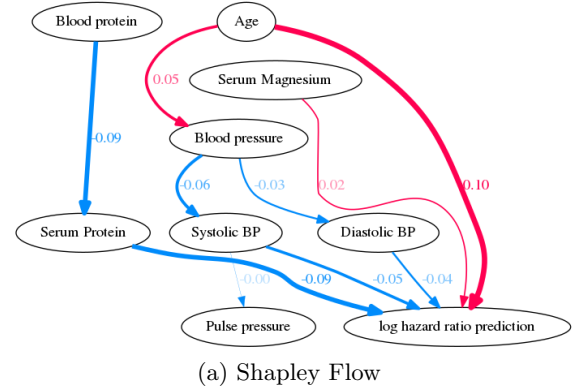 Blood protein
Age
Serum Magnesium
0.05
Blood pressure
-0.09
-0.06
-0.03
0.02
0.10
Serum Protein
Systolic BP
Diastolic BP
-0.00
-0.09
-0.05
-0.04
Pulse pressure
log hazard ratio prediction
(a) Shapley Flow